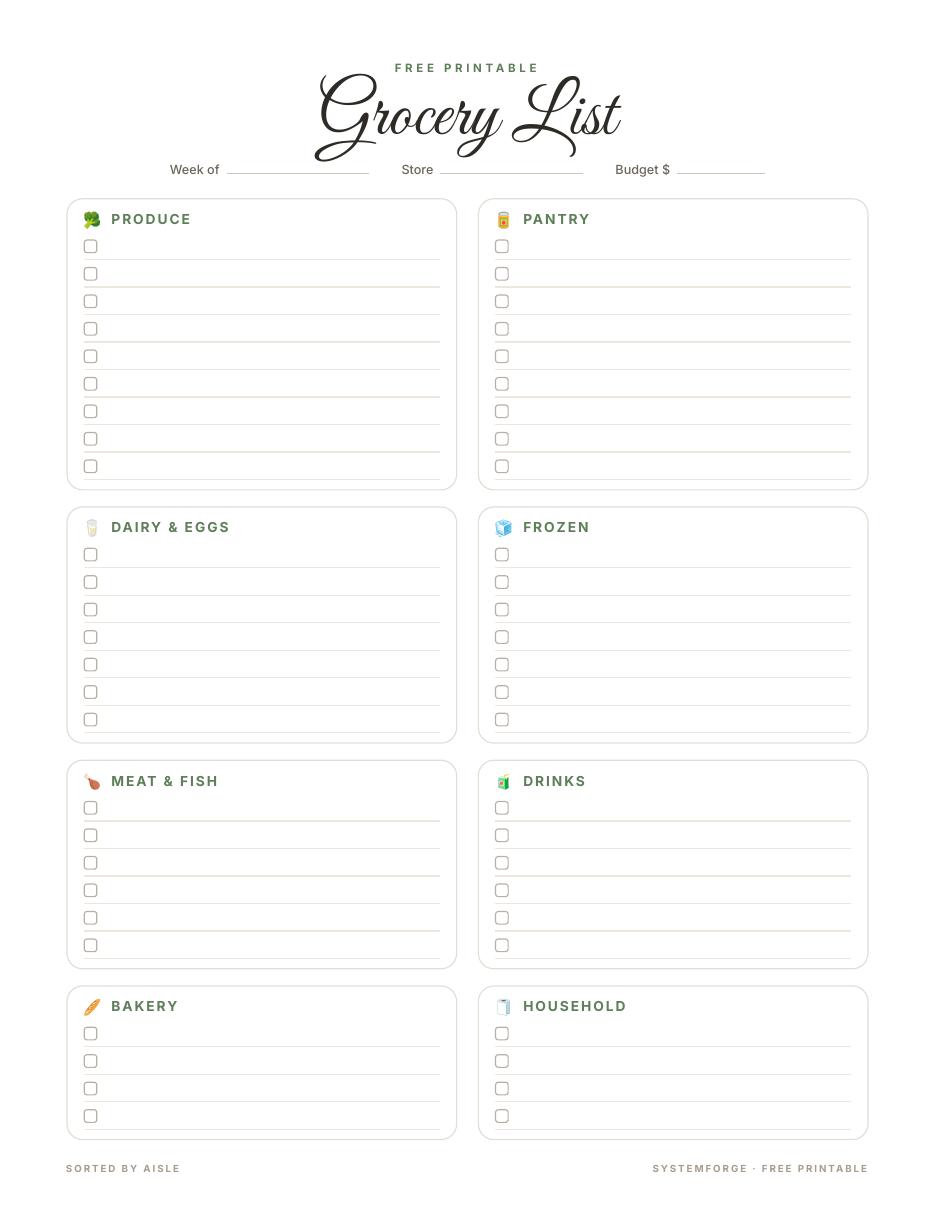 FREE PRINTABLE
Grocery List
Week of Store Budget $
PRODUCE
PANTRY
DAIRY & EGGS
FROZEN
MEAT & FISH
DRINKS
BAKERY
HOUSEHOLD
SORTED BY AISLE
SYSTEMFORGE · FREE PRINTABLE